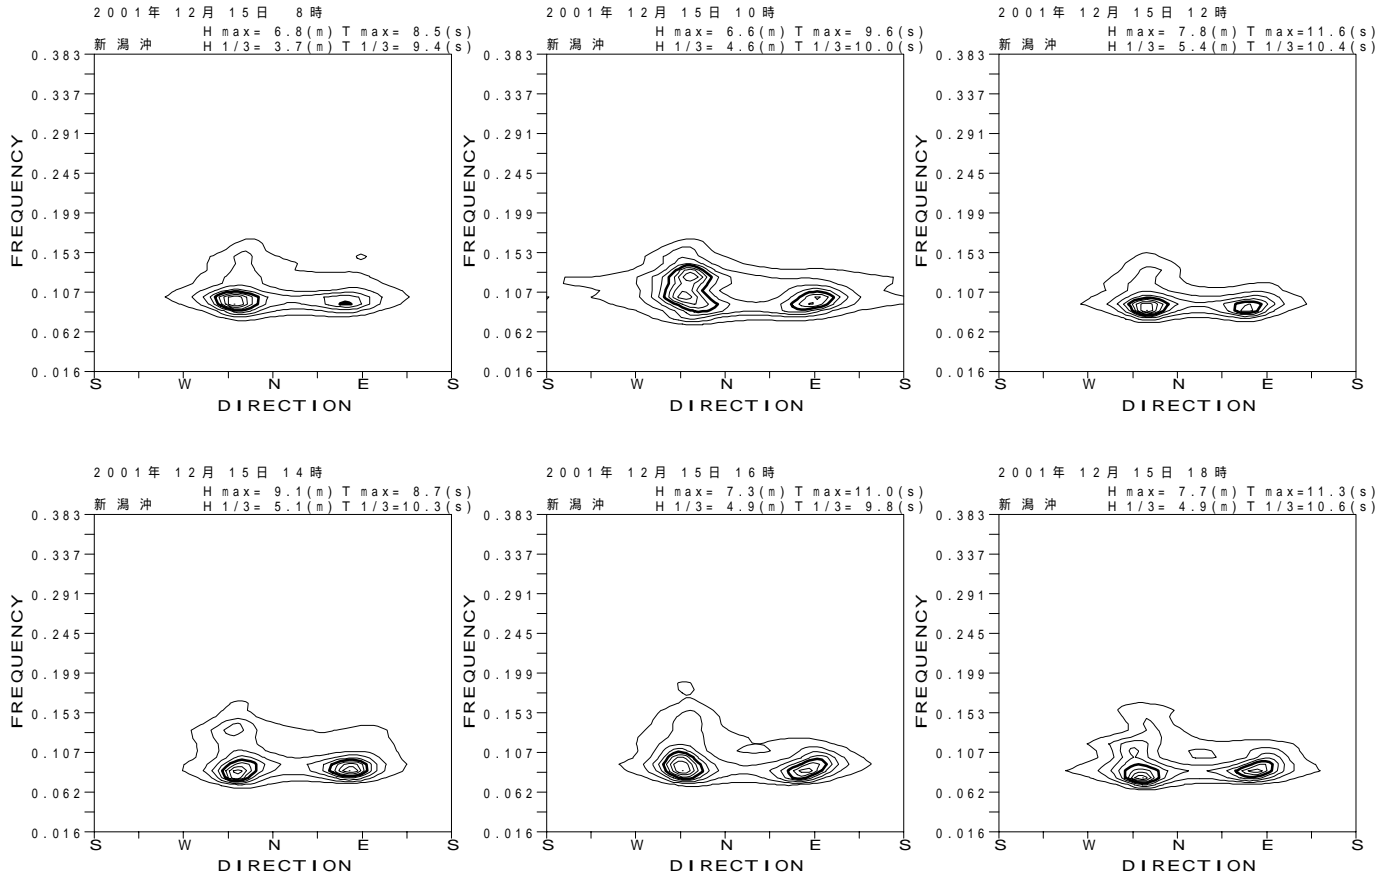 2001年 12月 15日 8時
H max= 6.8(m) T max= 8.5(s)
新潟沖 H 1/3= 3.7(m) T 1/3= 9.4(s)
0.383
0.337
0.291
0.245
0.199
0.153
0.107
0.062
0.016
FREQUENCY
S W N E S
DIRECTION
2001年 12月 15日 10時
H max= 6.6(m) T max= 9.6(s)
新潟沖 H 1/3= 4.6(m) T 1/3=10.0(s)
0.383
0.337
0.291
0.245
0.199
0.153
0.107
0.062
0.016
FREQUENCY
S W N E S
DIRECTION
2001年 12月 15日 12時
H max= 7.8(m) T max=11.6(s)
新潟沖 H 1/3= 5.4(m) T 1/3=10.4(s)
0.383
0.337
0.291
0.245
0.199
0.153
0.107
0.062
0.016
FREQUENCY
S W N E S
DIRECTION
2001年 12月 15日 14時
H max= 9.1(m) T max= 8.7(s)
新潟沖 H 1/3= 5.1(m) T 1/3=10.3(s)
0.383
0.337
0.291
0.245
0.199
0.153
0.107
0.062
0.016
FREQUENCY
S W N E S
DIRECTION
2001年 12月 15日 16時
H max= 7.3(m) T max=11.0(s)
新潟沖 H 1/3= 4.9(m) T 1/3= 9.8(s)
0.383
0.337
0.291
0.245
0.199
0.153
0.107
0.062
0.016
FREQUENCY
S W N E S
DIRECTION
2001年 12月 15日 18時
H max= 7.7(m) T max=11.3(s)
新潟沖 H 1/3= 4.9(m) T 1/3=10.6(s)
0.383
0.337
0.291
0.245
0.199
0.153
0.107
0.062
0.016
FREQUENCY
S W N E S
DIRECTION